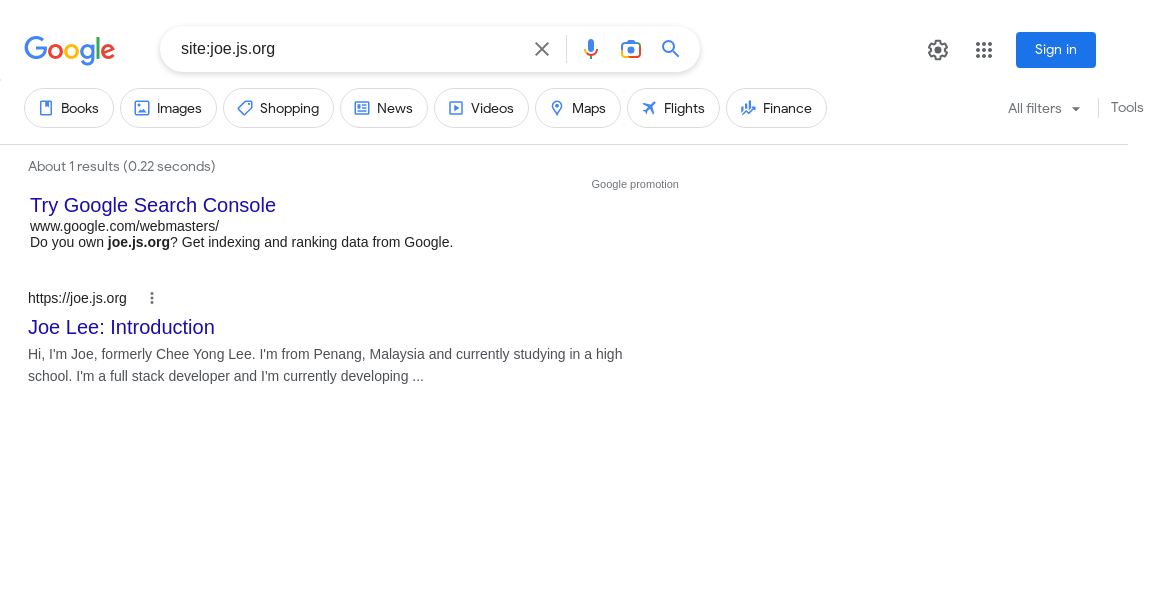 Google
site:joe.js.org
Sign in
Books Images Shopping News Videos Maps Flights Finance All filters Tools
About 1 results (0.22 seconds)
Google promotion
Try Google Search Console
www.google.com/webmasters/
Do you own joe.js.org? Get indexing and ranking data from Google.
https://joe.js.org
Joe Lee: Introduction
Hi, I'm Joe, formerly Chee Yong Lee. I'm from Penang, Malaysia and currently studying in a high
school. I'm a full stack developer and I'm currently developing ...